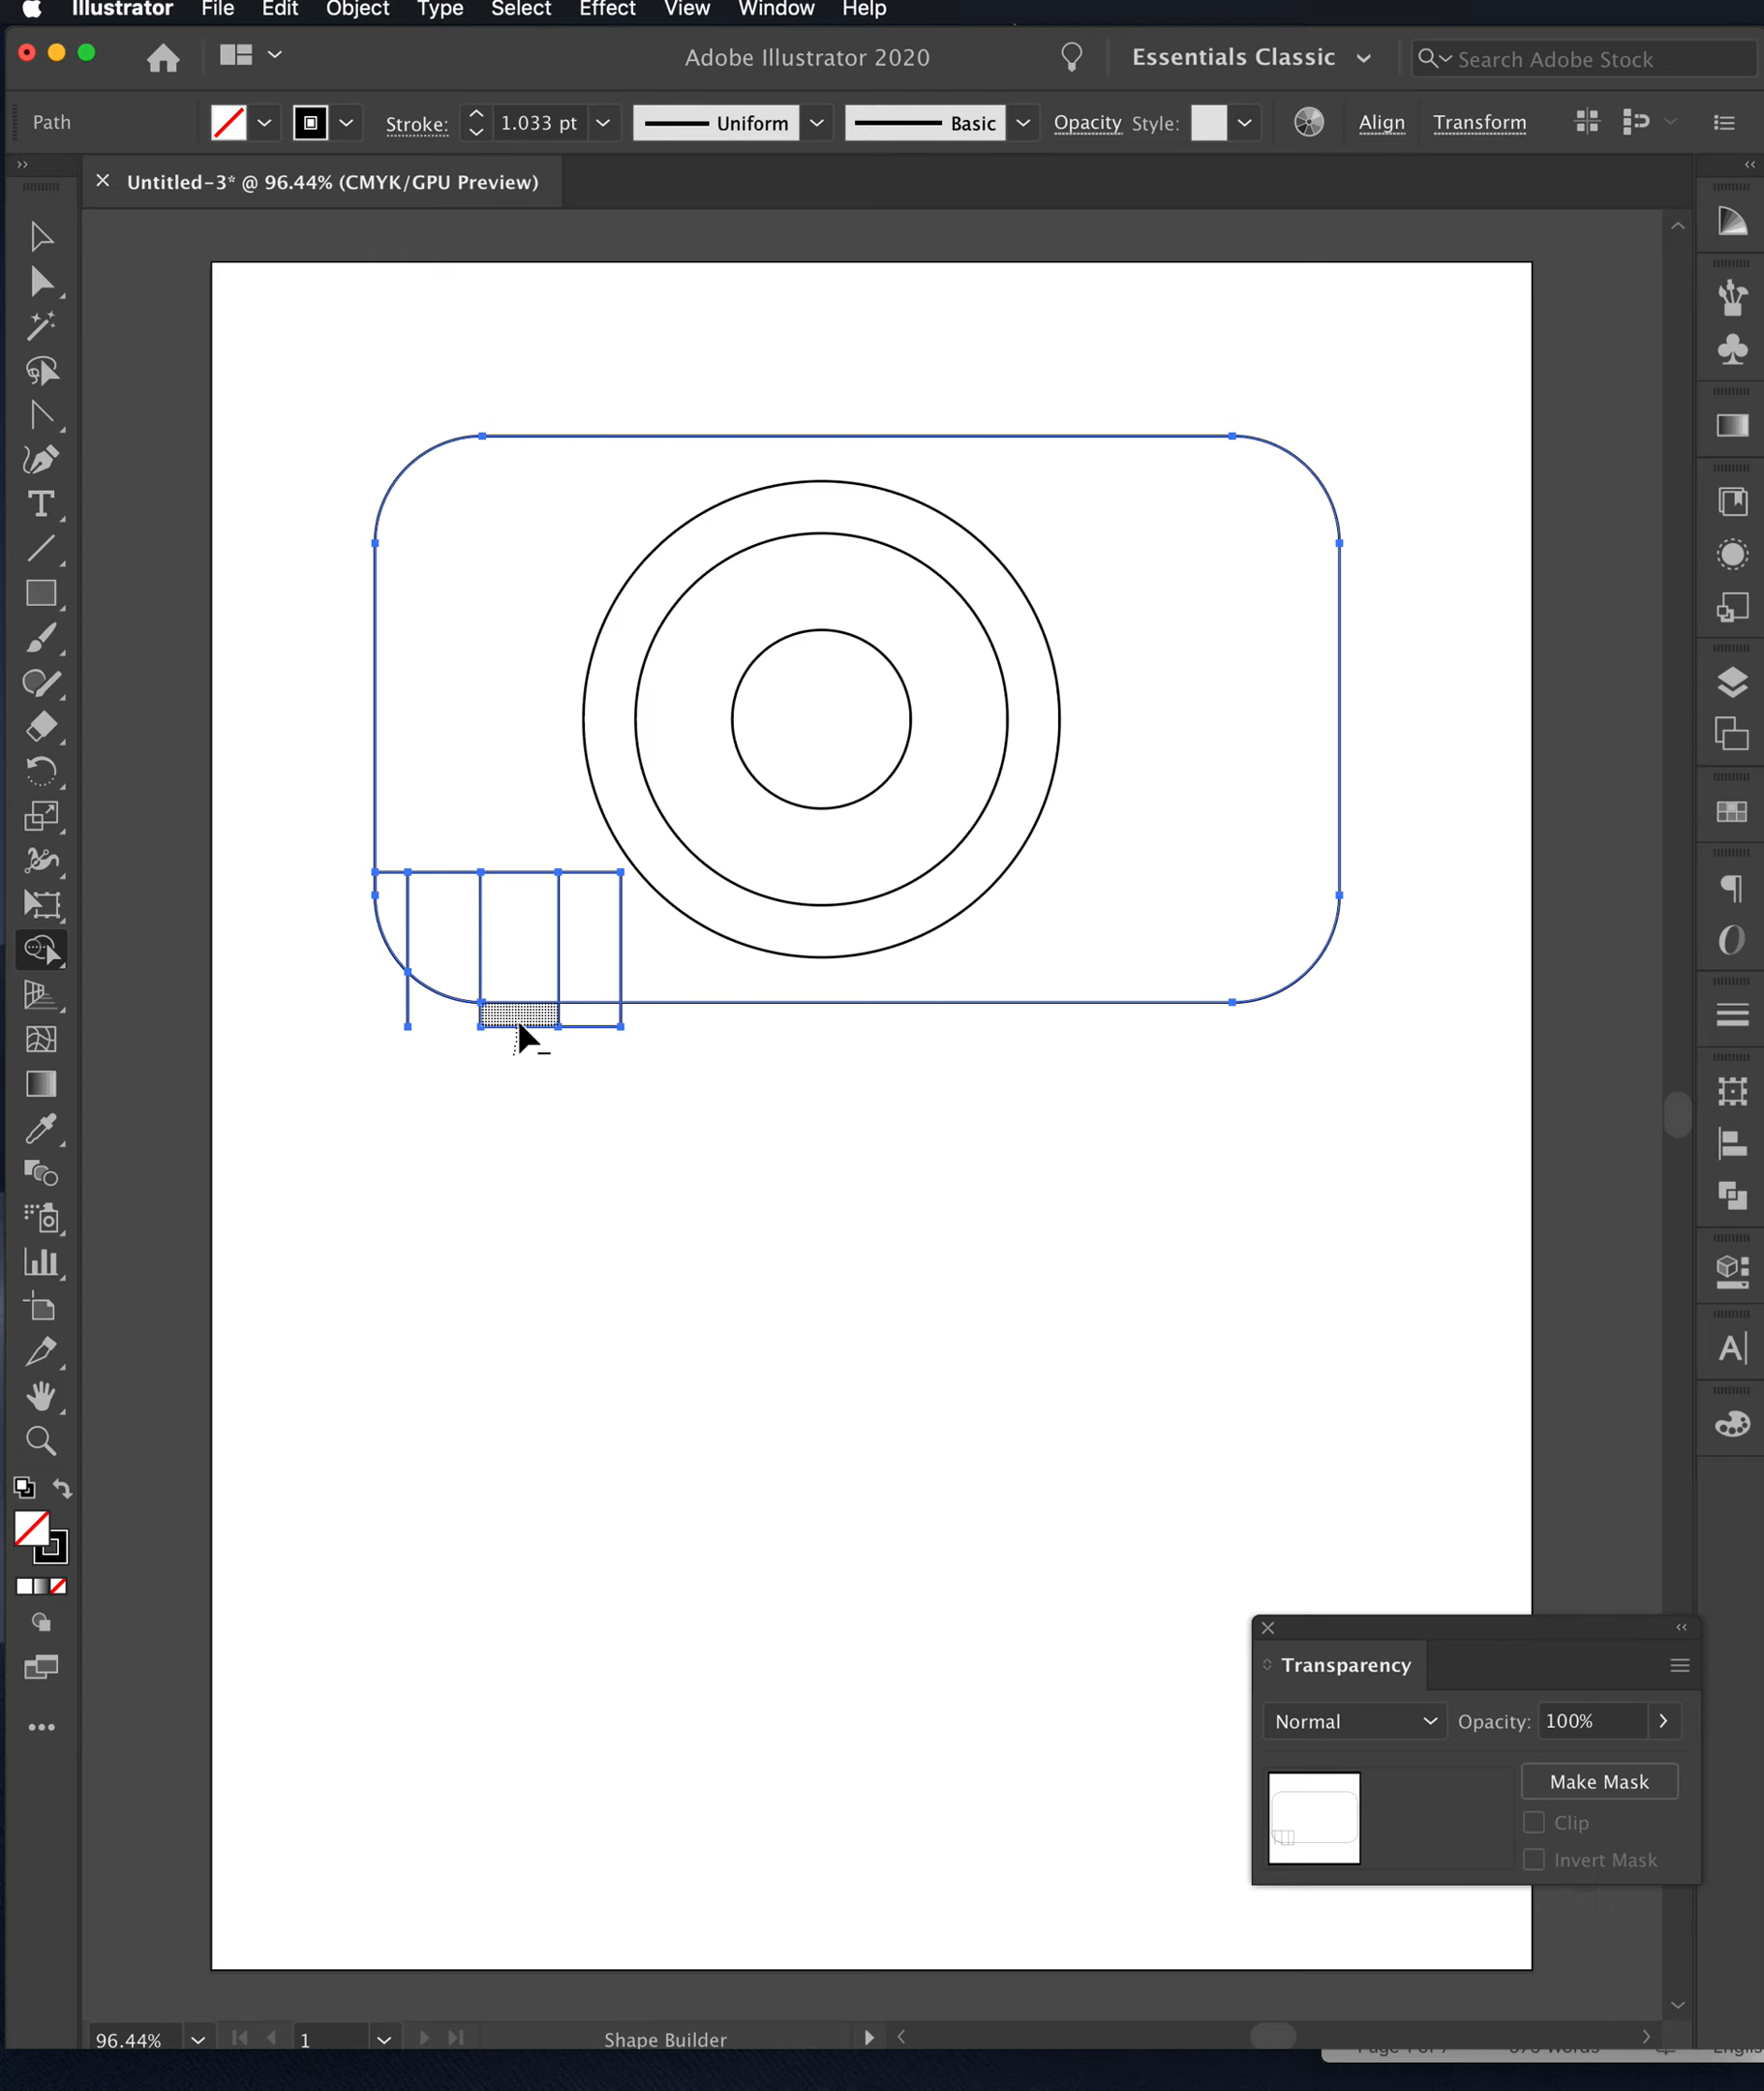 Illustrator File Edit Object Type Select Effect View Window Help
Adobe Illustrator 2020 Essentials Classic Search Adobe Stock
Path Stroke: 1.033 pt Uniform Basic Opacity Style: Align Transform
Untitled-3* @ 96.44% (CMYK/GPU Preview)
Transparency
Normal Opacity: 100%
Make Mask
Clip
Invert Mask
96.44% 1 Shape Builder